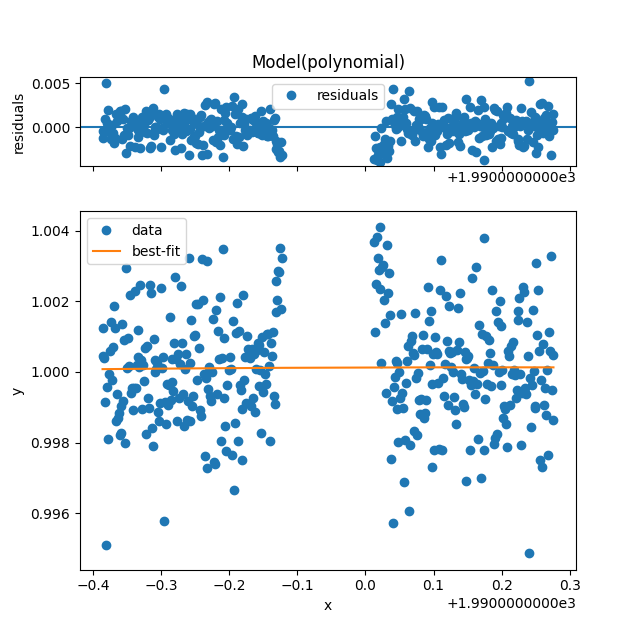 Model(polynomial)
0.005
0.000
residuals
residuals
+1.9900000000e3
1.004
1.002
1.000
0.998
0.996
y
data
best-fit
−0.4 −0.3 −0.2 −0.1 0.0 0.1 0.2 0.3
x
+1.9900000000e3